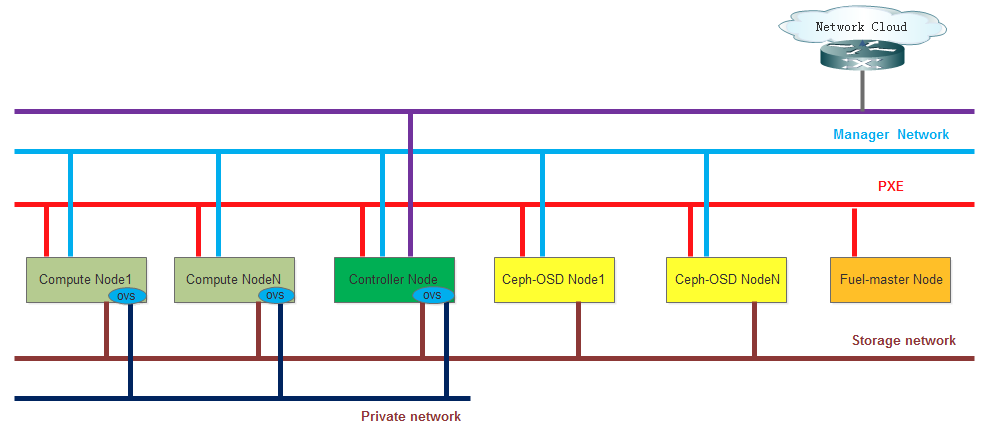 Network Cloud
Manager Network
PXE
Compute Node1
Compute NodeN
Controller Node
Ceph-OSD Node1
Ceph-OSD NodeN
Fuel-master Node
OVS
OVS
OVS
Storage network
Private network